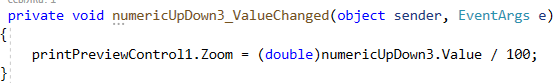 private void numericUpDown3_ValueChanged(object sender, EventArgs e)
{
printPreviewControl1.Zoom = (double)numericUpDown3.Value / 100;
}